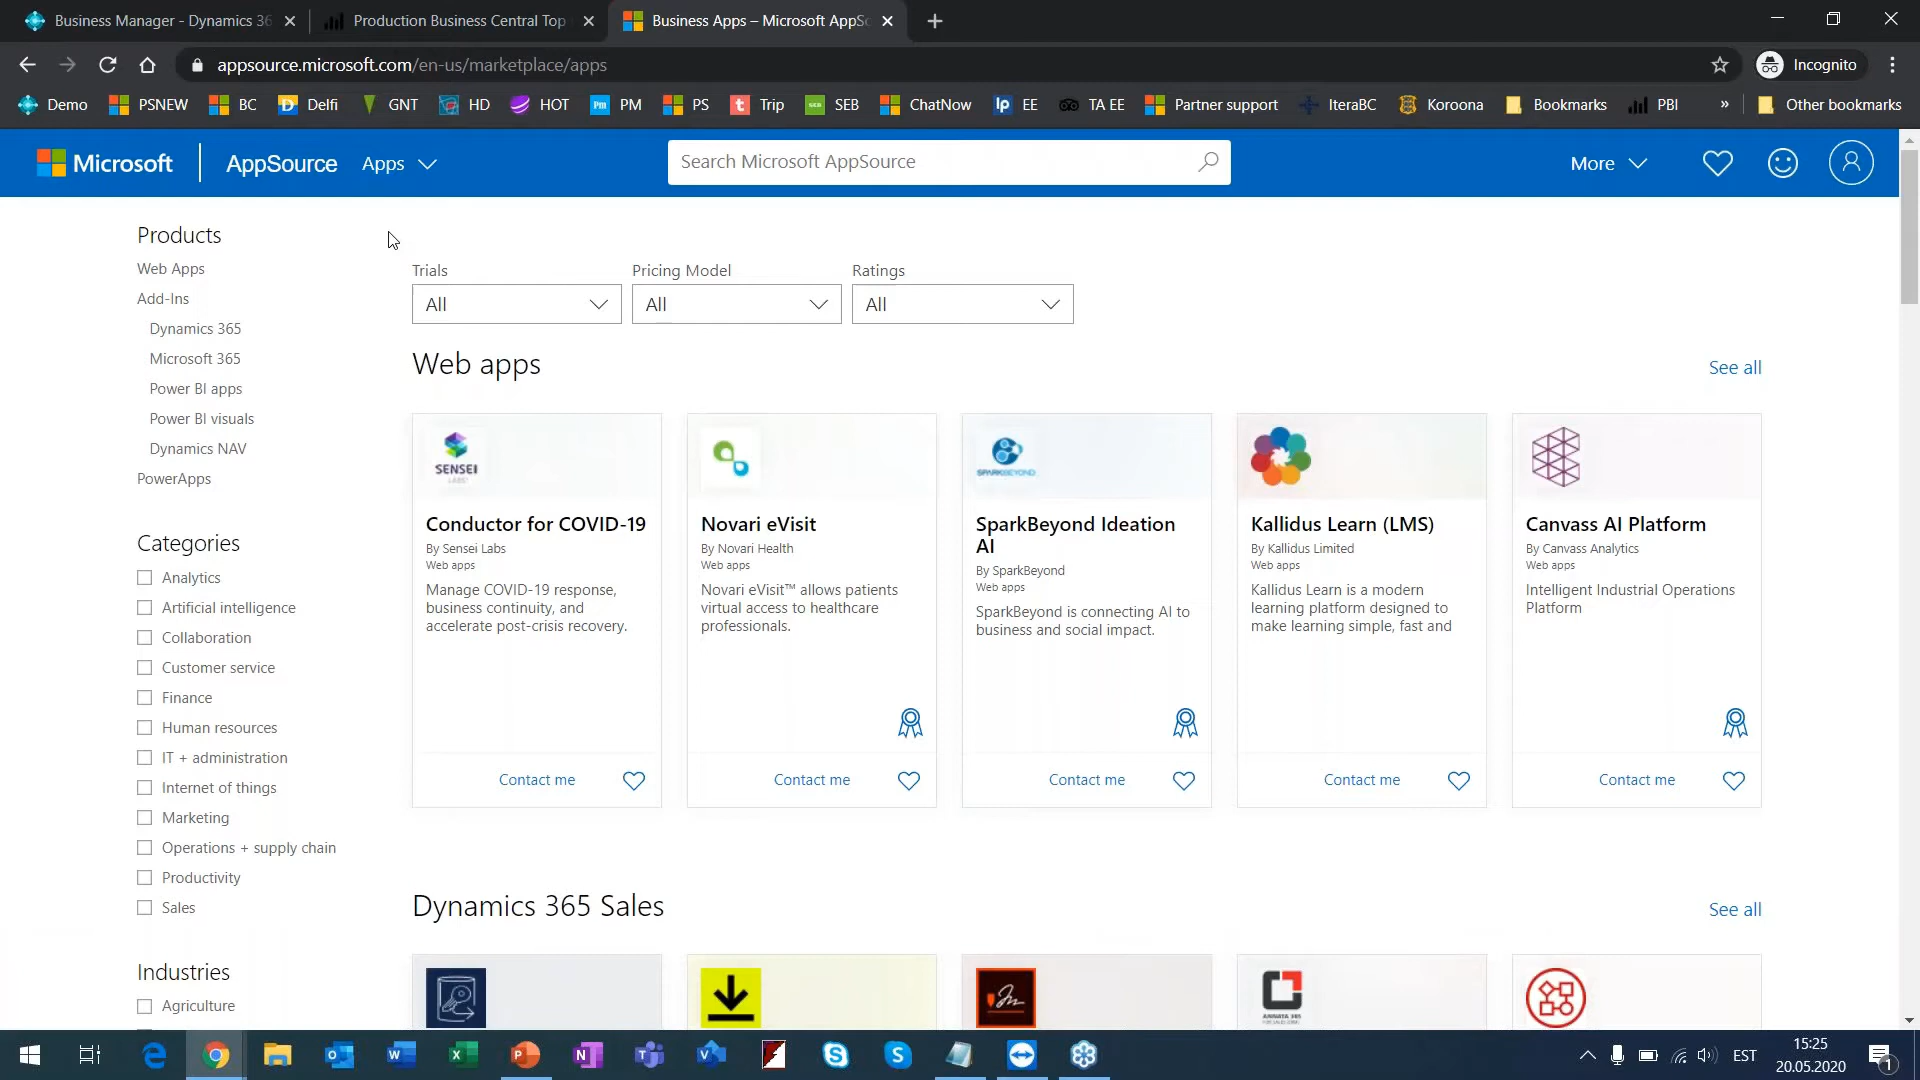 Business Manager - Dynamics 36
Production Business Central Top
Business Apps – Microsoft AppSo
appsource.microsoft.com/en-us/marketplace/apps
Incognito
Demo
PSNEW
BC
Delfi
GNT
HD
HOT
PM
PS
Trip
SEB
ChatNow
EE
TA EE
Partner support
IteraBC
Koroona
Bookmarks
PBI
»
Other bookmarks
Microsoft
AppSource
Apps
Search Microsoft AppSource
More
Products
Web Apps
Add-Ins
Dynamics 365
Microsoft 365
Power BI apps
Power BI visuals
Dynamics NAV
PowerApps
Categories
Analytics
Artificial intelligence
Collaboration
Customer service
Finance
Human resources
IT + administration
Internet of things
Marketing
Operations + supply chain
Productivity
Sales
Industries
Agriculture
Trials
Pricing Model
Ratings
All
All
All
Web apps
See all
SENSEI
LABS
Conductor for COVID-19
By Sensei Labs
Web apps
Manage COVID-19 response,
business continuity, and
accelerate post-crisis recovery.
Contact me
Novari eVisit
By Novari Health
Web apps
Novari eVisit™ allows patients
virtual access to healthcare
professionals.
Contact me
SPARKBEYOND
SparkBeyond Ideation
AI
By SparkBeyond
Web apps
SparkBeyond is connecting AI to
business and social impact.
Contact me
Kallidus Learn (LMS)
By Kallidus Limited
Web apps
Kallidus Learn is a modern
learning platform designed to
make learning simple, fast and
Contact me
Canvass AI Platform
By Canvass Analytics
Web apps
Intelligent Industrial Operations
Platform
Contact me
Dynamics 365 Sales
See all
ANNATA 365
EST
15:25
20.05.2020
1